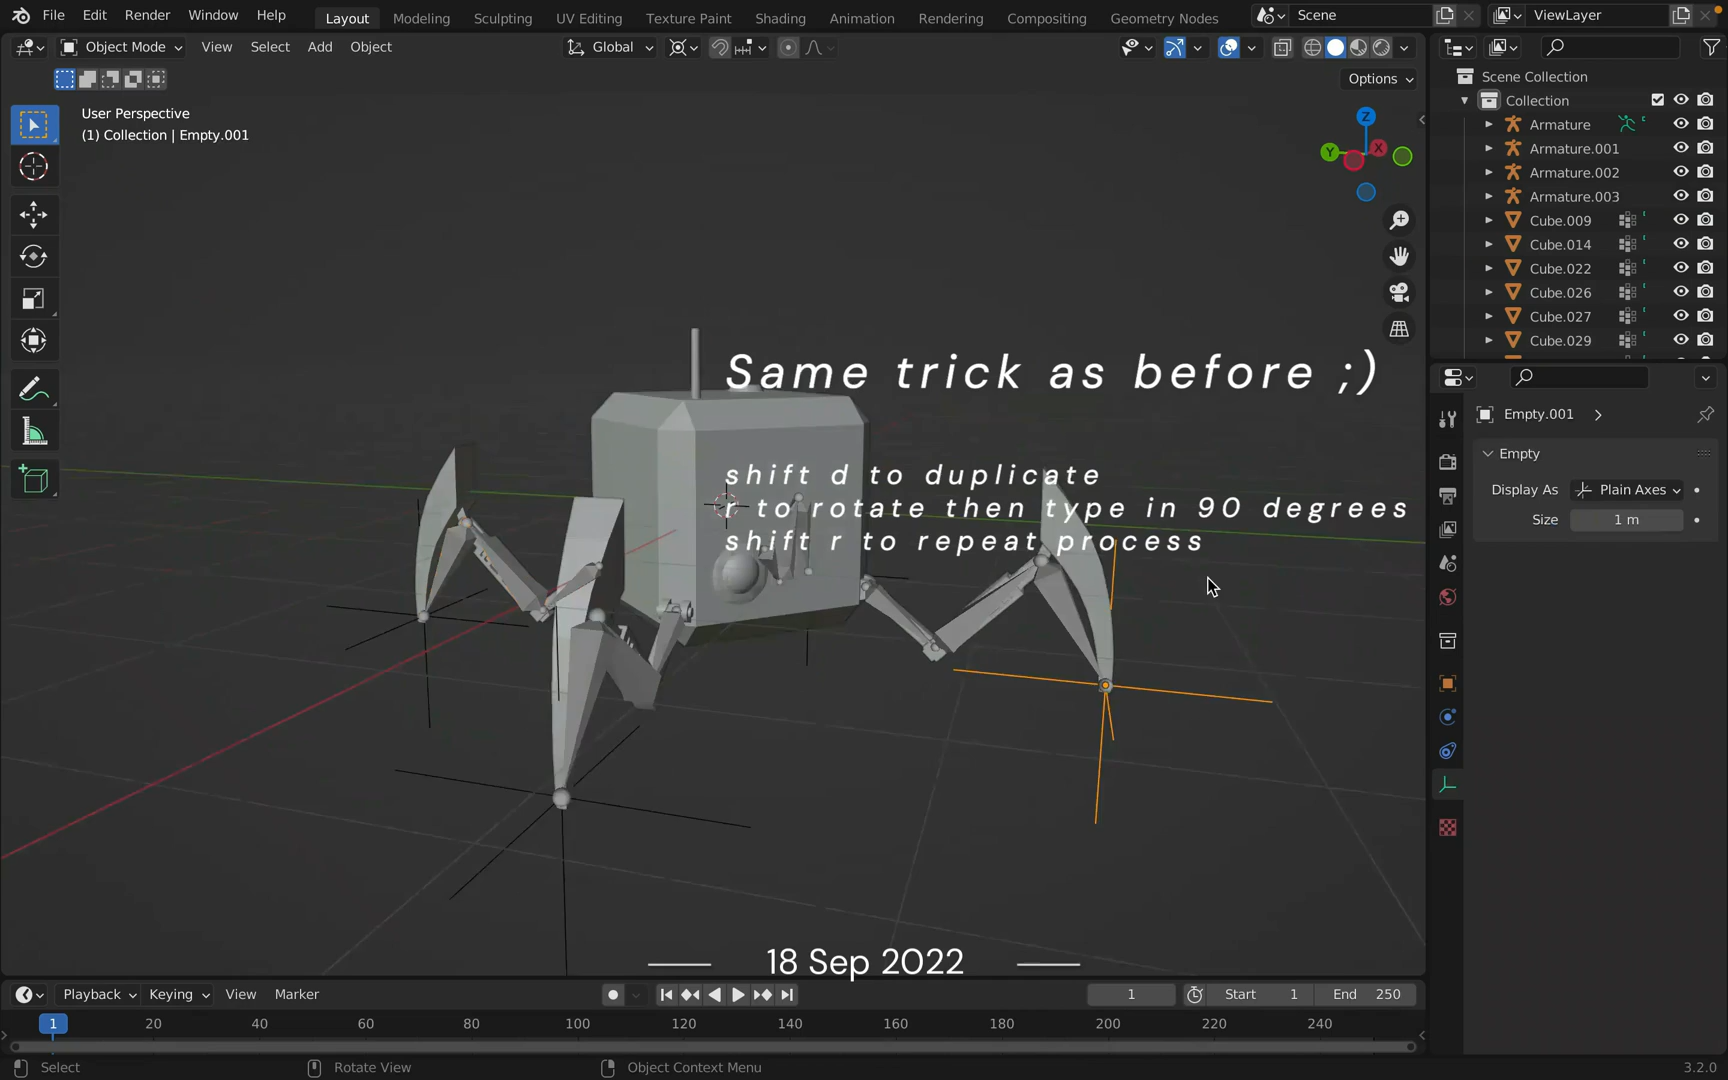 File Edit Render Window Help Layout Modeling Sculpting UV Editing Texture Paint Shading Animation Rendering Compositing Geometry Nodes Scene ViewLayer
Object Mode View Select Add Object Global
Options
User Perspective
(1) Collection | Empty.001
Z
Y
X
Scene Collection
Collection
Armature
Armature.001
Armature.002
Armature.003
Cube.009
Cube.014
Cube.022
Cube.026
Cube.027
Cube.029
Empty.001
Empty
Display As Plain Axes
Size 1 m
Same trick as before ;)
shift d to duplicate
r to rotate then type in 90 degrees
shift r to repeat process
18 Sep 2022
Playback Keying View Marker 1 Start 1 End 250
1 20 40 60 80 100 120 140 160 180 200 220 240
Select Rotate View Object Context Menu 3.2.0